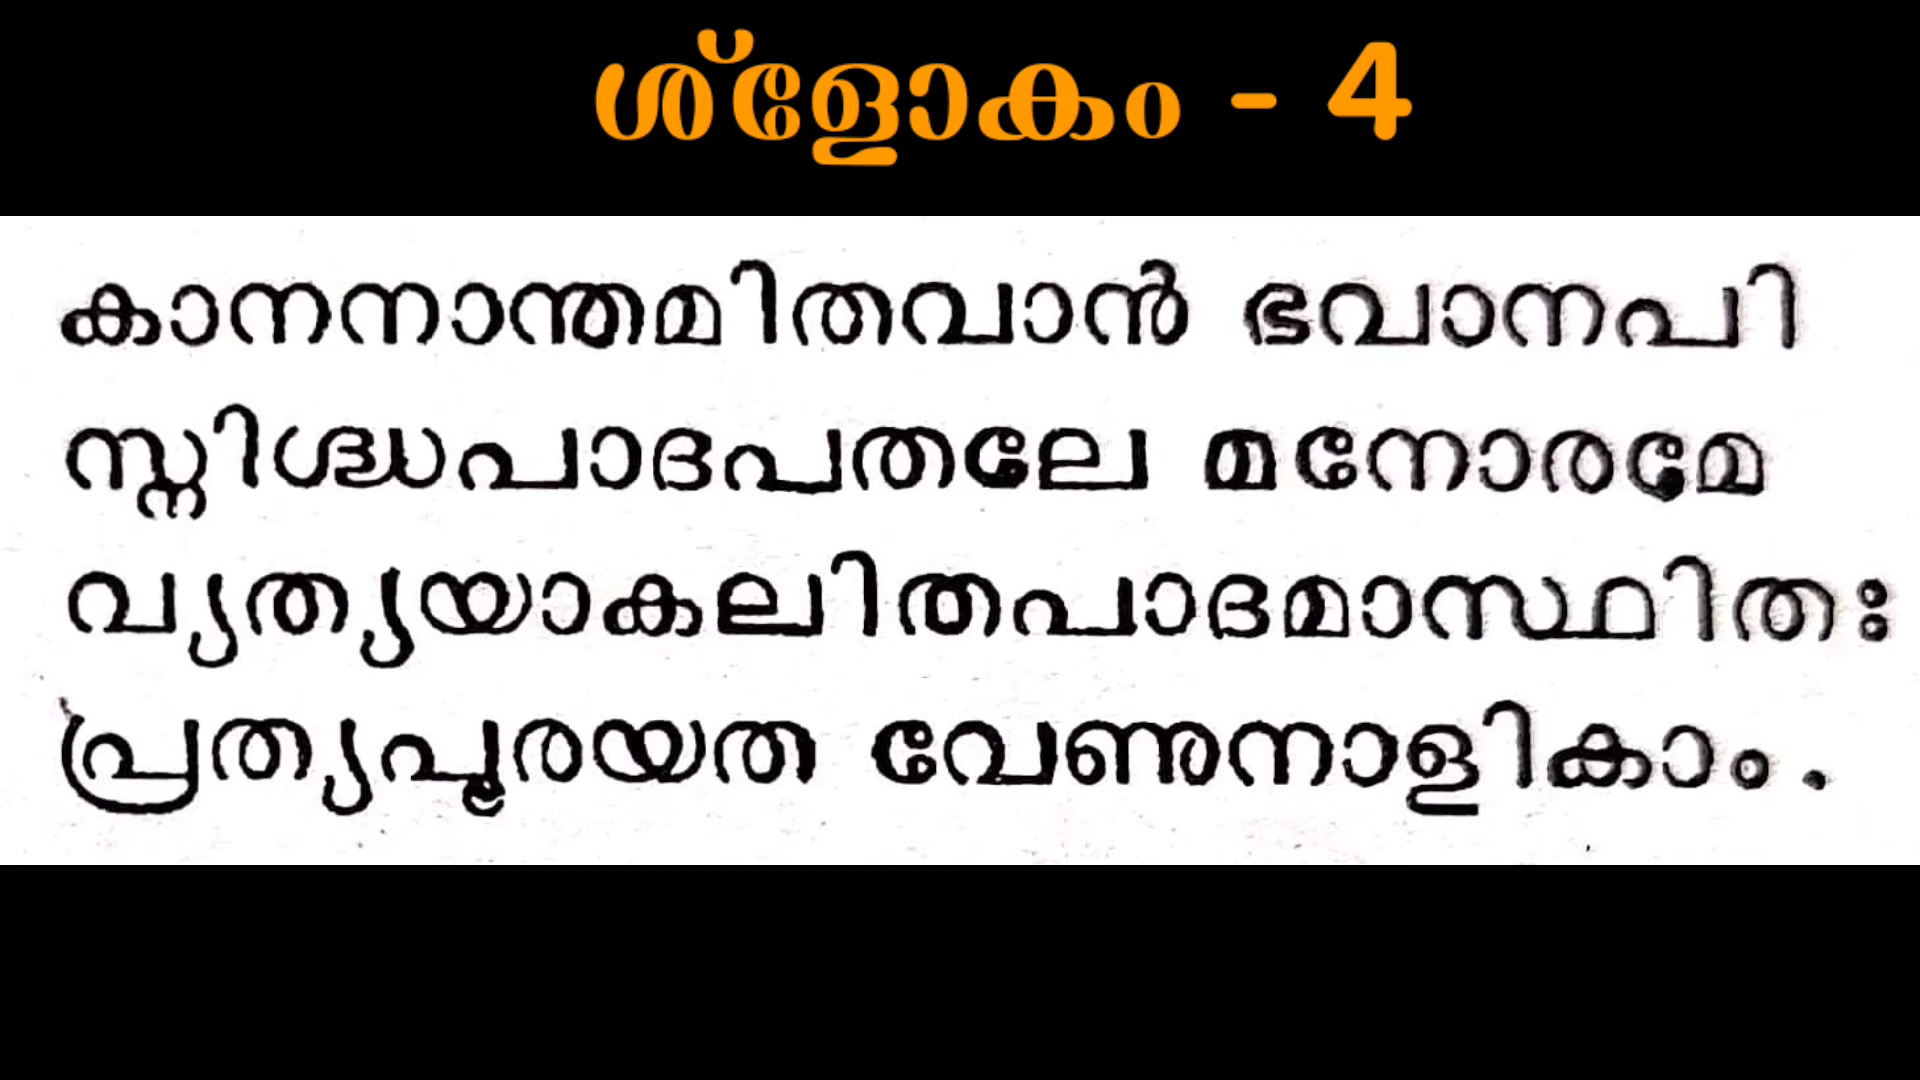 ശ്ളോകം - 4
കാനനാന്തമിതവാൻ ഭവാനപി
സ്നിഗ്ദ്ധപാദപതലേ മനോരമേ
വ്യത്യയാകലിതപാദമാസ്ഥിതഃ
പ്രത്യപൂരയത വേണുനാളികാം.